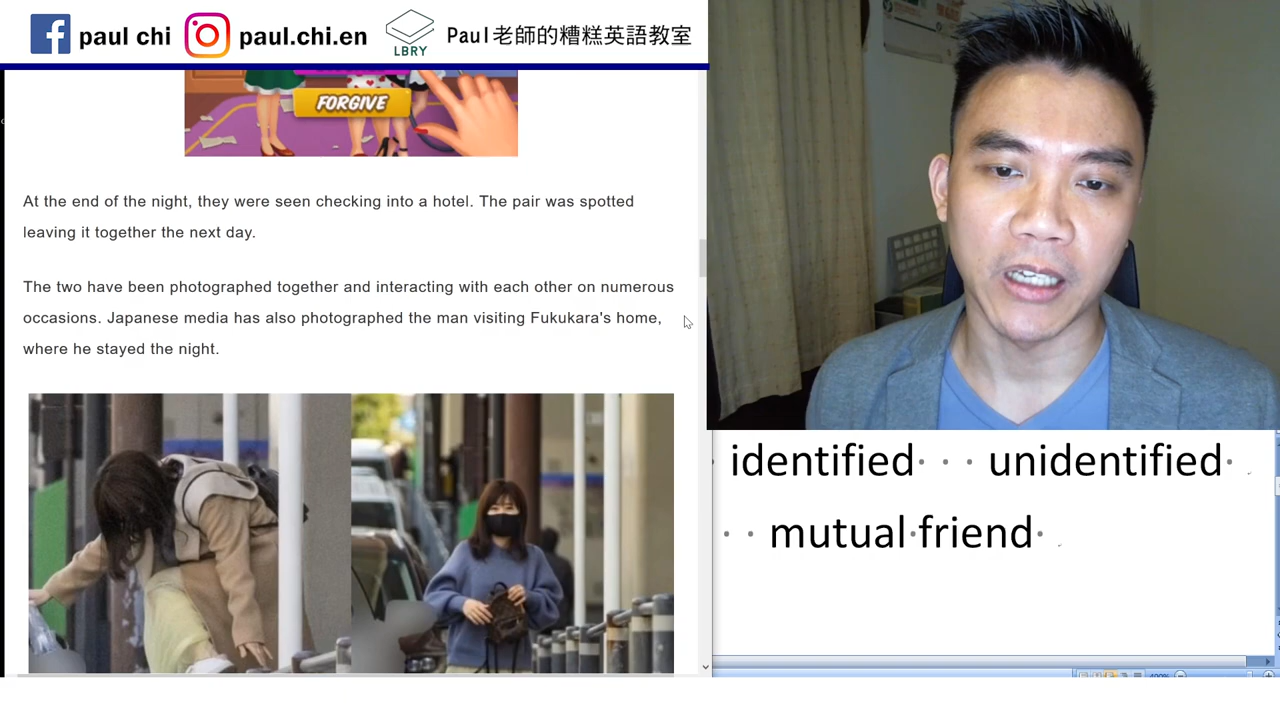 paul chi
paul.chi.en
LBRY
Paul老師的糟糕英語教室
FORGIVE
At the end of the night, they were seen checking into a hotel. The pair was spotted
leaving it together the next day.
The two have been photographed together and interacting with each other on numerous
occasions. Japanese media has also photographed the man visiting Fukukara's home,
where he stayed the night.
identified unidentified
mutual friend